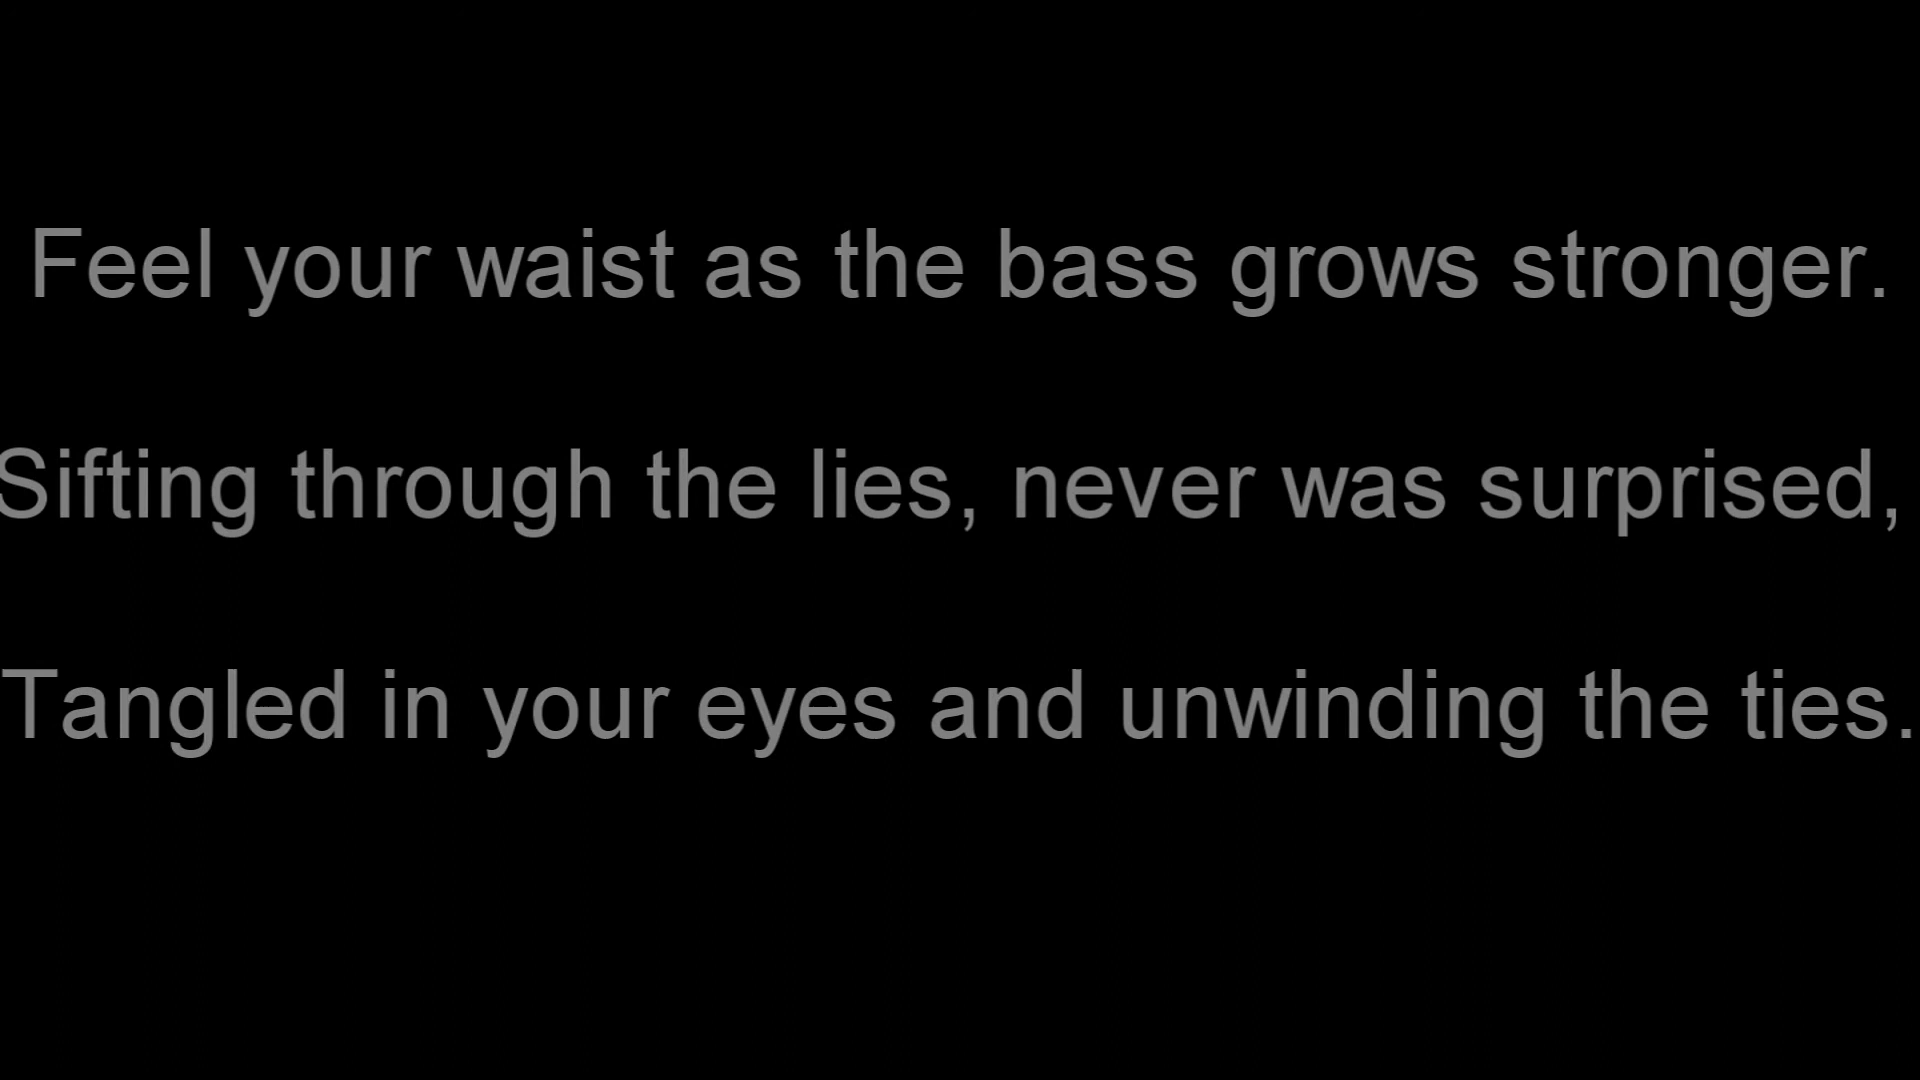 Feel your waist as the bass grows stronger.
Sifting through the lies, never was surprised,
Tangled in your eyes and unwinding the ties.